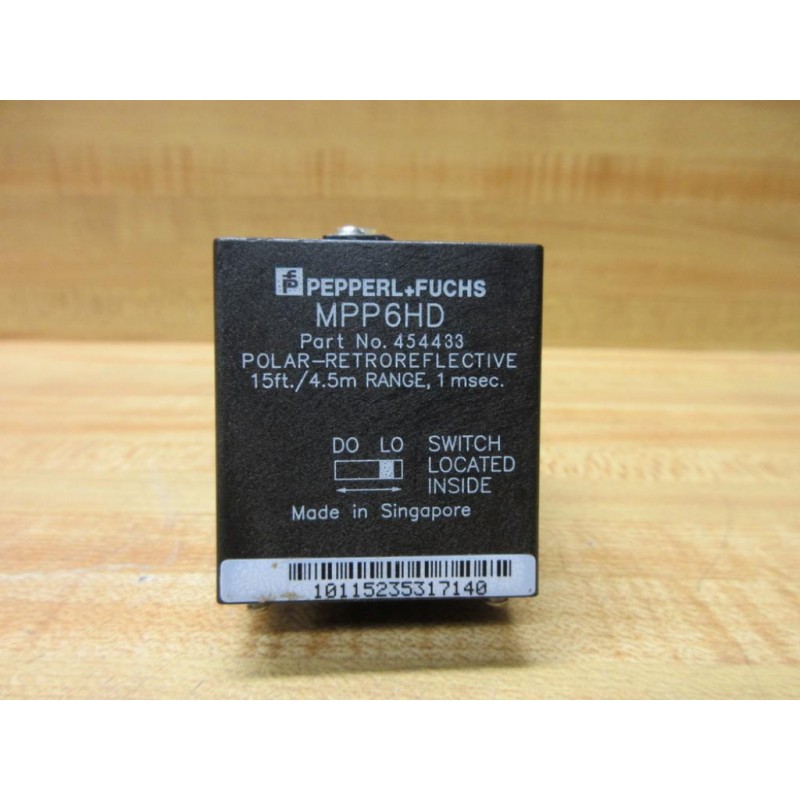 PEPPERL+FUCHS
MPP6HD
Part No. 454433
POLAR-RETROREFLECTIVE
15ft./4.5m RANGE, 1 msec.
DO LO SWITCH
LOCATED
INSIDE
Made in Singapore
10115235317140